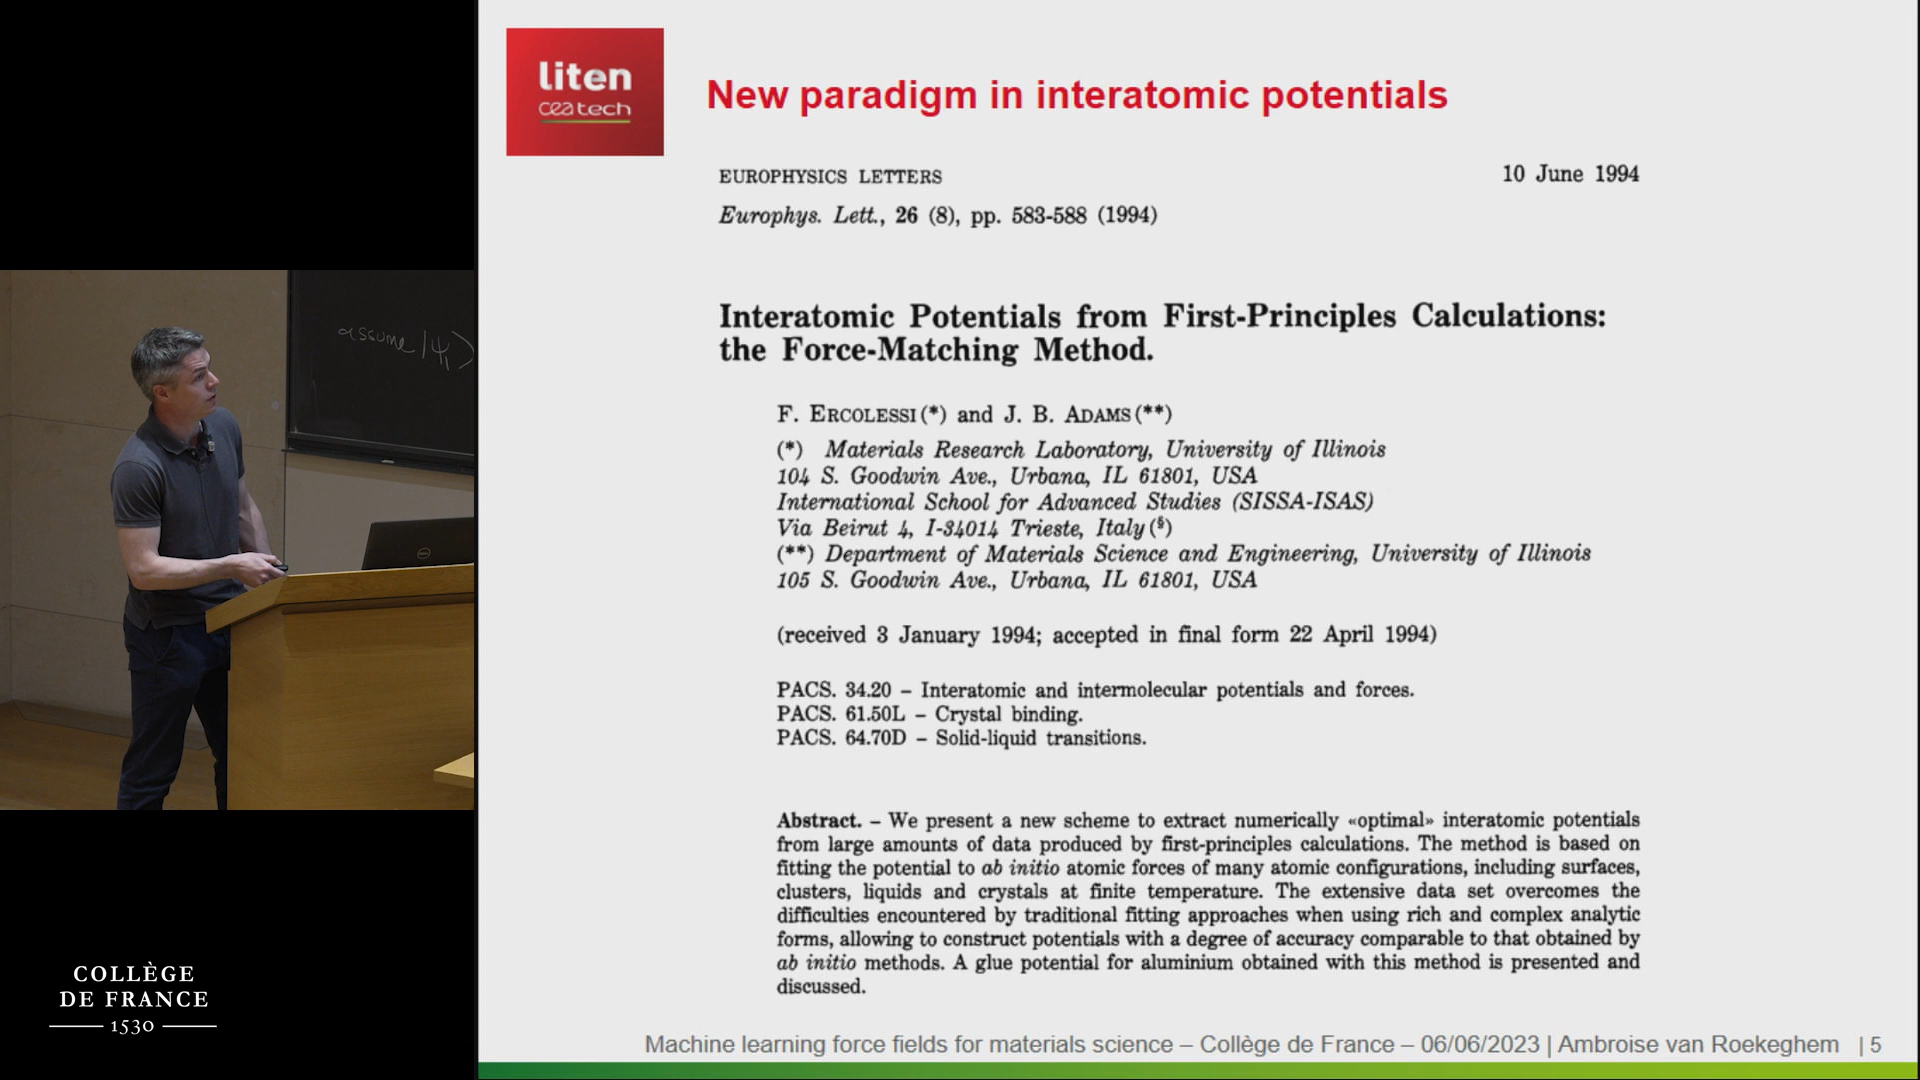 liten
ceatech
New paradigm in interatomic potentials
EUROPHYSICS LETTERS
10 June 1994
Europhys. Lett., 26 (8), pp. 583-588 (1994)
Interatomic Potentials from First-Principles Calculations:
the Force-Matching Method.
F. ERCOLESSI(*) and J. B. ADAMS(**)
(*) Materials Research Laboratory, University of Illinois
104 S. Goodwin Ave., Urbana, IL 61801, USA
International School for Advanced Studies (SISSA-ISAS)
Via Beirut 4, I-34014 Trieste, Italy(§)
(**) Department of Materials Science and Engineering, University of Illinois
105 S. Goodwin Ave., Urbana, IL 61801, USA
(received 3 January 1994; accepted in final form 22 April 1994)
PACS. 34.20 – Interatomic and intermolecular potentials and forces.
PACS. 61.50L – Crystal binding.
PACS. 64.70D – Solid-liquid transitions.
Abstract. – We present a new scheme to extract numerically «optimal» interatomic potentials
from large amounts of data produced by first-principles calculations. The method is based on
fitting the potential to ab initio atomic forces of many atomic configurations, including surfaces,
clusters, liquids and crystals at finite temperature. The extensive data set overcomes the
difficulties encountered by traditional fitting approaches when using rich and complex analytic
forms, allowing to construct potentials with a degree of accuracy comparable to that obtained by
ab initio methods. A glue potential for aluminium obtained with this method is presented and
discussed.
Machine learning force fields for materials science – Collège de France – 06/06/2023 | Ambroise van Roekeghem | 5
assume |ψ₁⟩
DELL
COLLÈGE
DE FRANCE
1530